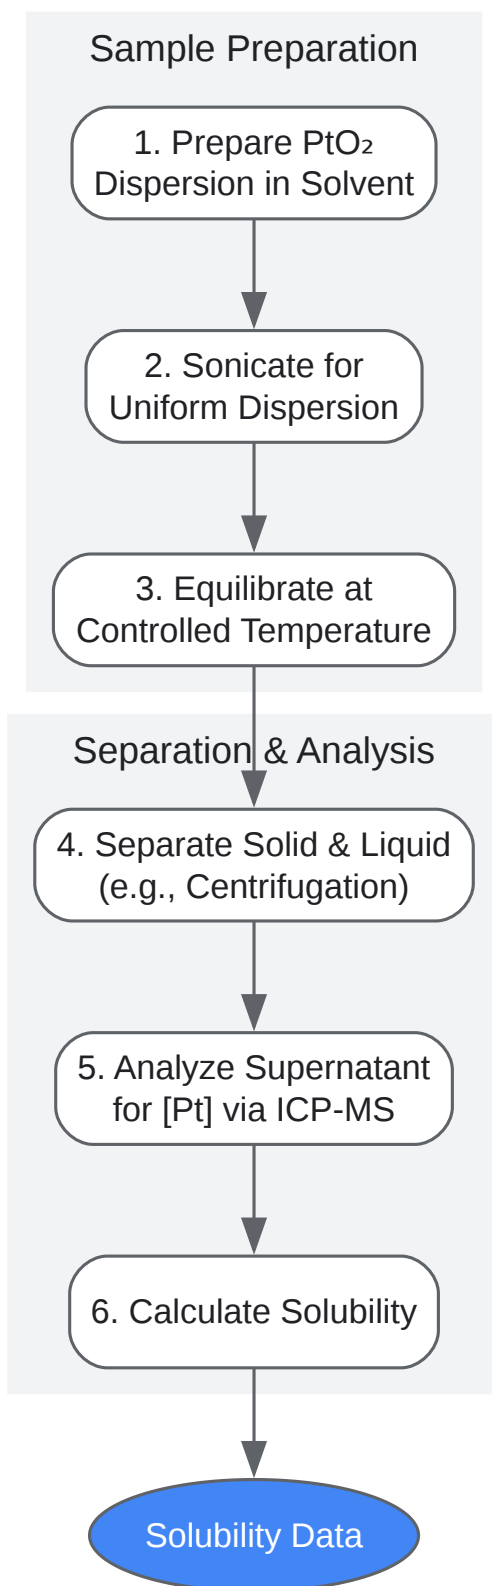 Sample Preparation
1. Prepare PtO₂
Dispersion in Solvent
2. Sonicate for
Uniform Dispersion
3. Equilibrate at
Controlled Temperature
Separation & Analysis
4. Separate Solid & Liquid
(e.g., Centrifugation)
5. Analyze Supernatant
for [Pt] via ICP-MS
6. Calculate Solubility
Solubility Data